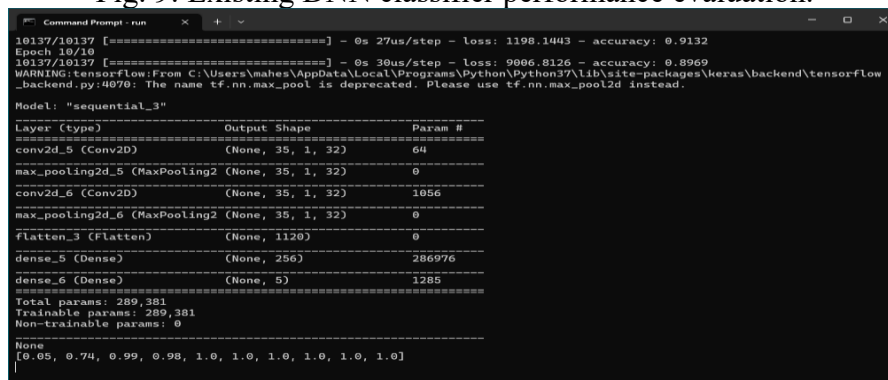 Fig. 9. Existing DNN classifier performance evaluation.
Command Prompt - run
10137/10137 [==============================] - 0s 27us/step - loss: 1198.1443 - accuracy: 0.9132
Epoch 10/10
10137/10137 [==============================] - 0s 30us/step - loss: 9006.8126 - accuracy: 0.8969
WARNING:tensorflow:From C:\Users\mahes\AppData\Local\Programs\Python\Python37\lib\site-packages\keras\backend\tensorflow
_backend.py:4070: The name tf.nn.max_pool is deprecated. Please use tf.nn.max_pool2d instead.
Model: "sequential_3"
Layer (type) Output Shape Param #
conv2d_5 (Conv2D) (None, 35, 1, 32) 64
max_pooling2d_5 (MaxPooling2 (None, 35, 1, 32) 0
conv2d_6 (Conv2D) (None, 35, 1, 32) 1056
max_pooling2d_6 (MaxPooling2 (None, 35, 1, 32) 0
flatten_3 (Flatten) (None, 1120) 0
dense_5 (Dense) (None, 256) 286976
dense_6 (Dense) (None, 5) 1285
Total params: 289,381
Trainable params: 289,381
Non-trainable params: 0
None
[0.05, 0.74, 0.99, 0.98, 1.0, 1.0, 1.0, 1.0, 1.0, 1.0]